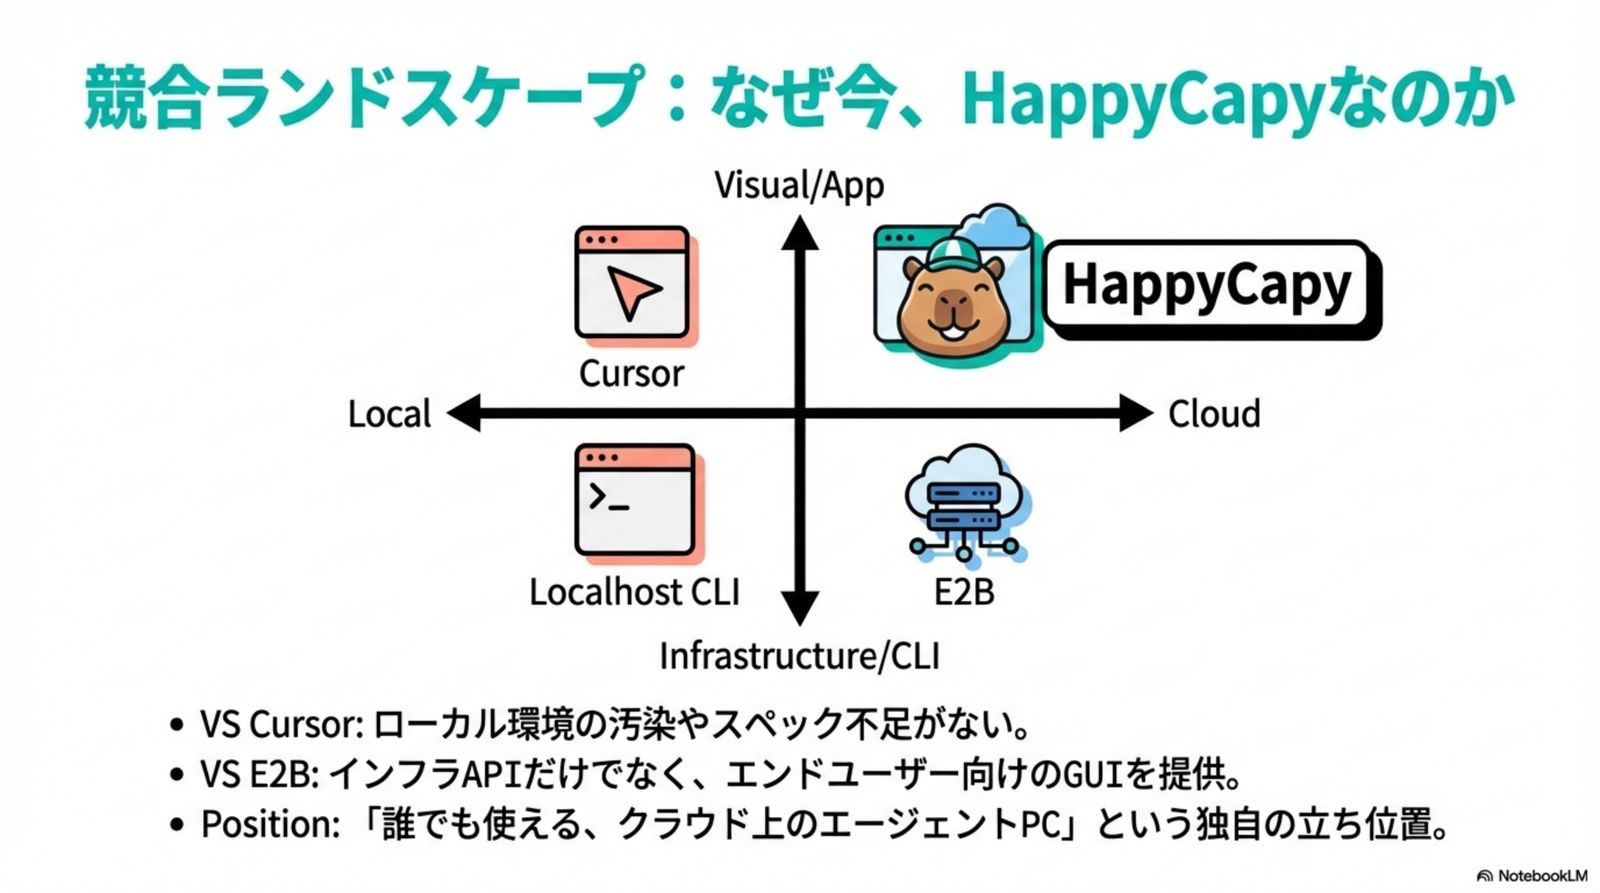 競合ランドスケープ：なぜ今、HappyCapyなのか
Visual/App
HappyCapy
Cursor
Local
Cloud
>_
Localhost CLI
E2B
Infrastructure/CLI
• VS Cursor: ローカル環境の汚染やスペック不足がない。
• VS E2B: インフラAPIだけでなく、エンドユーザー向けのGUIを提供。
• Position: 「誰でも使える、クラウド上のエージェントPC」という独自の立ち位置。
NotebookLM